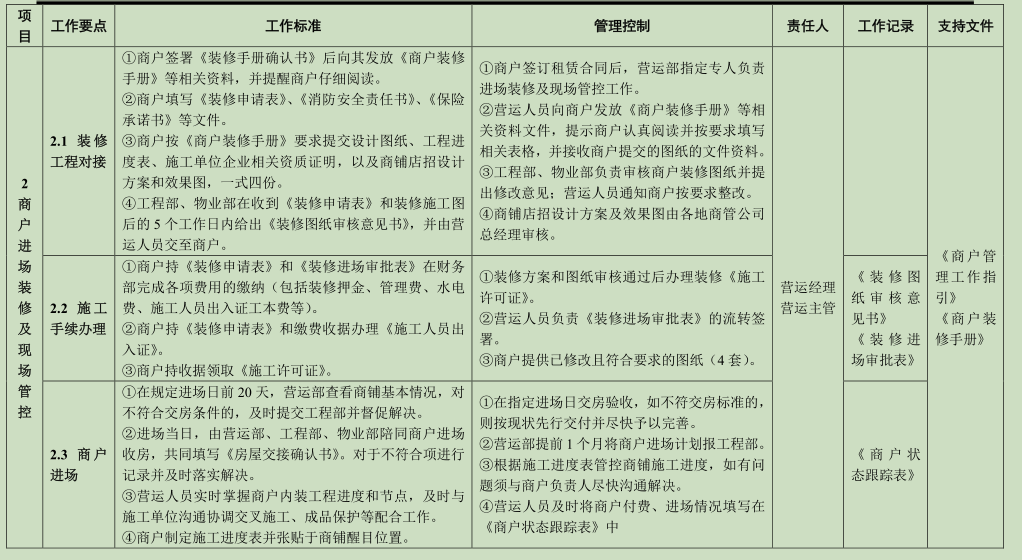 项目 工作要点 工作标准 管理控制 责任人 工作记录 支持文件
2
商
户
进
场
装
修
及
现
场
管
控
2.1 装修
工程对接
①商户签署《装修手册确认书》后向其发放《商户装修
手册》等相关资料，并提醒商户仔细阅读。
②商户填写《装修申请表》、《消防安全责任书》、《保险
承诺书》等文件。
③商户按《商户装修手册》要求提交设计图纸、工程进
度表、施工单位企业相关资质证明，以及商铺店招设计
方案和效果图，一式四份。
④工程部、物业部在收到《装修申请表》和装修施工图
后的 5 个工作日内给出《装修图纸审核意见书》，并由营
运人员交至商户。
①商户签订租赁合同后，营运部指定专人负责
进场装修及现场管控工作。
②营运人员向商户发放《商户装修手册》等相
关资料文件，提示商户认真阅读并按要求填写
相关表格，并接收商户提交的图纸的文件资料。
③工程部、物业部负责审核商户装修图纸并提
出修改意见；营运人员通知商户按要求整改。
④商铺店招设计方案及效果图由各地商管公司
总经理审核。
2.2 施工
手续办理
①商户持《装修申请表》和《装修进场审批表》在财务
部完成各项费用的缴纳（包括装修押金、管理费、水电
费、施工人员出入证工本费等）。
②商户持《装修申请表》和缴费收据办理《施工人员出
入证》。
③商户持收据领取《施工许可证》。
①装修方案和图纸审核通过后办理装修《施工
许可证》。
②营运人员负责《装修进场审批表》的流转签
署。
③商户提供已修改且符合要求的图纸（4 套）。
营运经理
营运主管
《装修图
纸审核意
见书》
《装修进
场审批表》
《商户管
理工作指
引》
《商户装
修手册》
2.3 商户
进场
①在规定进场日前 20 天，营运部查看商铺基本情况，对
不符合交房条件的，及时提交工程部并督促解决。
②进场当日，由营运部、工程部、物业部陪同商户进场
收房，共同填写《房屋交接确认书》。对于不符合项进行
记录并及时落实解决。
③营运人员实时掌握商户内装工程进度和节点，及时与
施工单位沟通协调交叉施工、成品保护等配合工作。
④商户制定施工进度表并张贴于商铺醒目位置。
①在指定进场日交房验收，如不符交房标准的，
则按现状先行交付并尽快予以完善。
②营运部提前 1 个月将商户进场计划报工程部。
③根据施工进度表管控商铺施工进度，如有问
题须与商户负责人尽快沟通解决。
④营运人员及时将商户付费、进场情况填写在
《商户状态跟踪表》中
《商户状
态跟踪表》